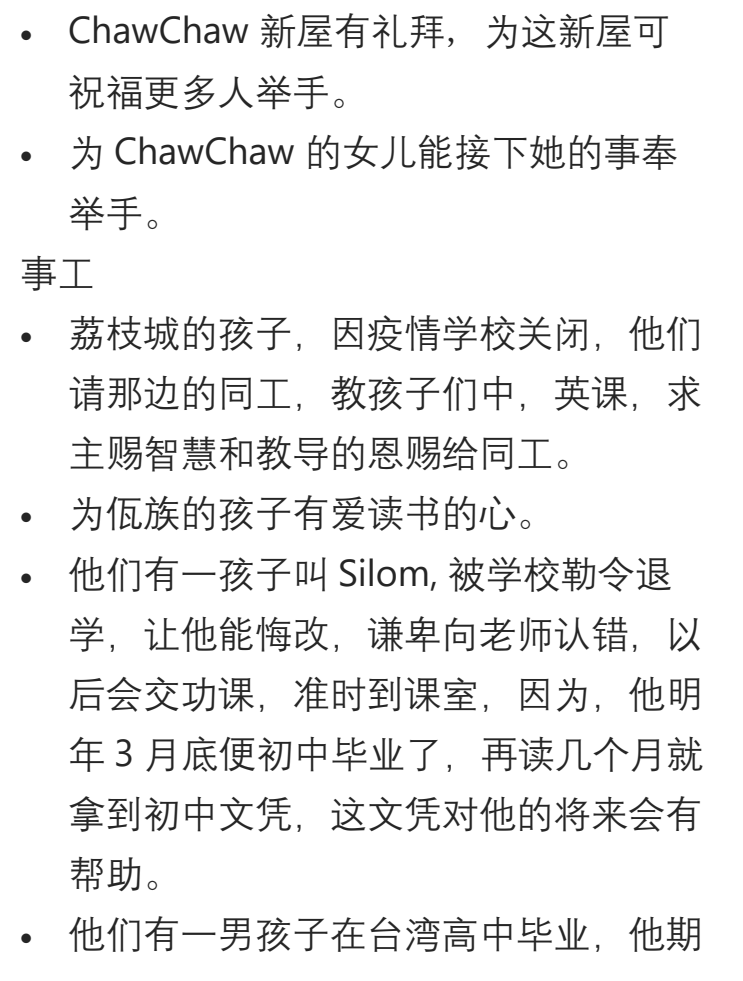 • ChawChaw 新屋有礼拜，为这新屋可
祝福更多人举手。
• 为 ChawChaw 的女儿能接下她的事奉
举手。
事工
• 荔枝城的孩子，因疫情学校关闭，他们
请那边的同工，教孩子们中，英课，求
主赐智慧和教导的恩赐给同工。
• 为佤族的孩子有爱读书的心。
• 他们有一孩子叫 Silom, 被学校勒令退
学，让他能悔改，谦卑向老师认错，以
后会交功课，准时到课室，因为，他明
年 3 月底便初中毕业了，再读几个月就
拿到初中文凭，这文凭对他的将来会有
帮助。
• 他们有一男孩子在台湾高中毕业，他期